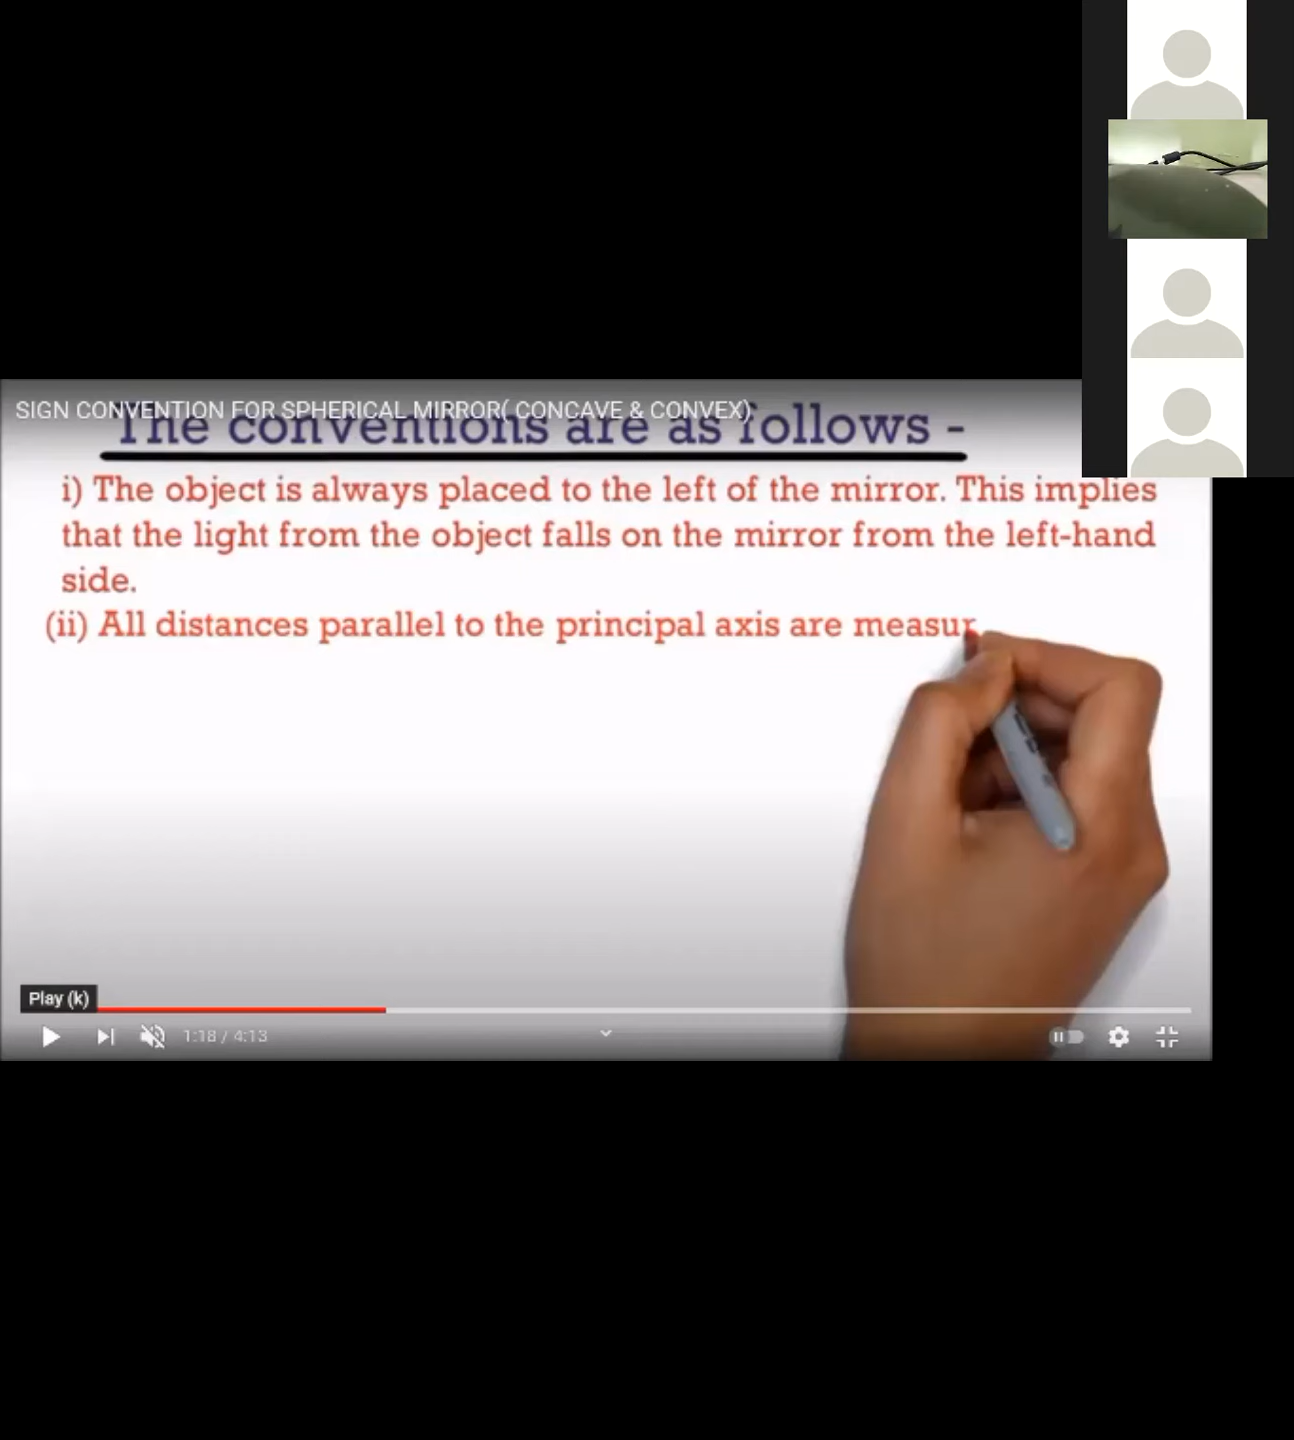 SIGN CONVENTION FOR SPHERICAL MIRROR( CONCAVE & CONVEX)
The conventions are as follows -
i) The object is always placed to the left of the mirror. This implies
that the light from the object falls on the mirror from the left-hand
side.
(ii) All distances parallel to the principal axis are measur
Play (k)
1:18 / 4:13